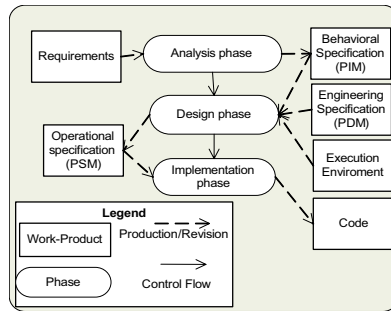 Requirements
Analysis phase
Behavioral
Specification
(PIM)
Design phase
Engineering
Specification
(PDM)
Operational
specification
(PSM)
Implementation
phase
Execution
Enviroment
Code
Legend
Work-Product
Production/Revision
Phase
Control Flow